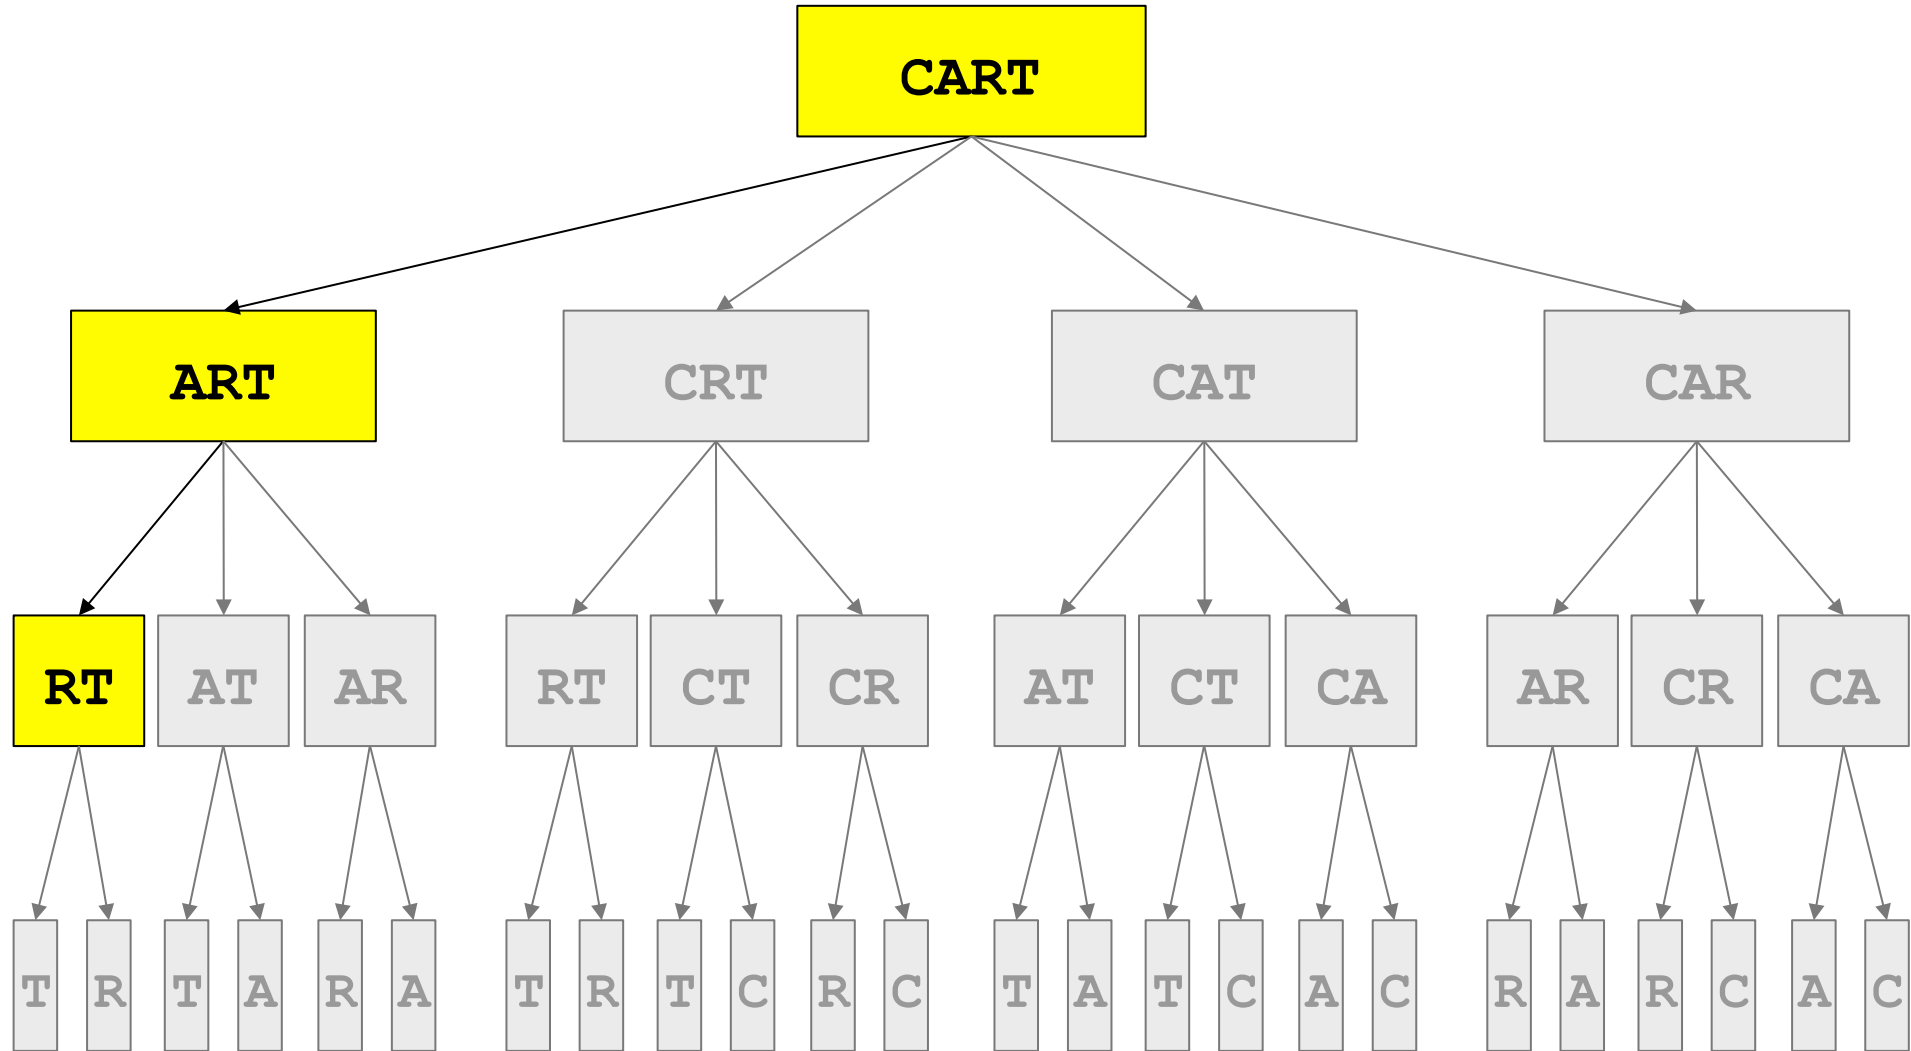 CART
ART CRT CAT CAR
RT AT AR RT CT CR AT CT CA AR CR CA
T R T A R A T R T C R C T A T C A C R A R C A C